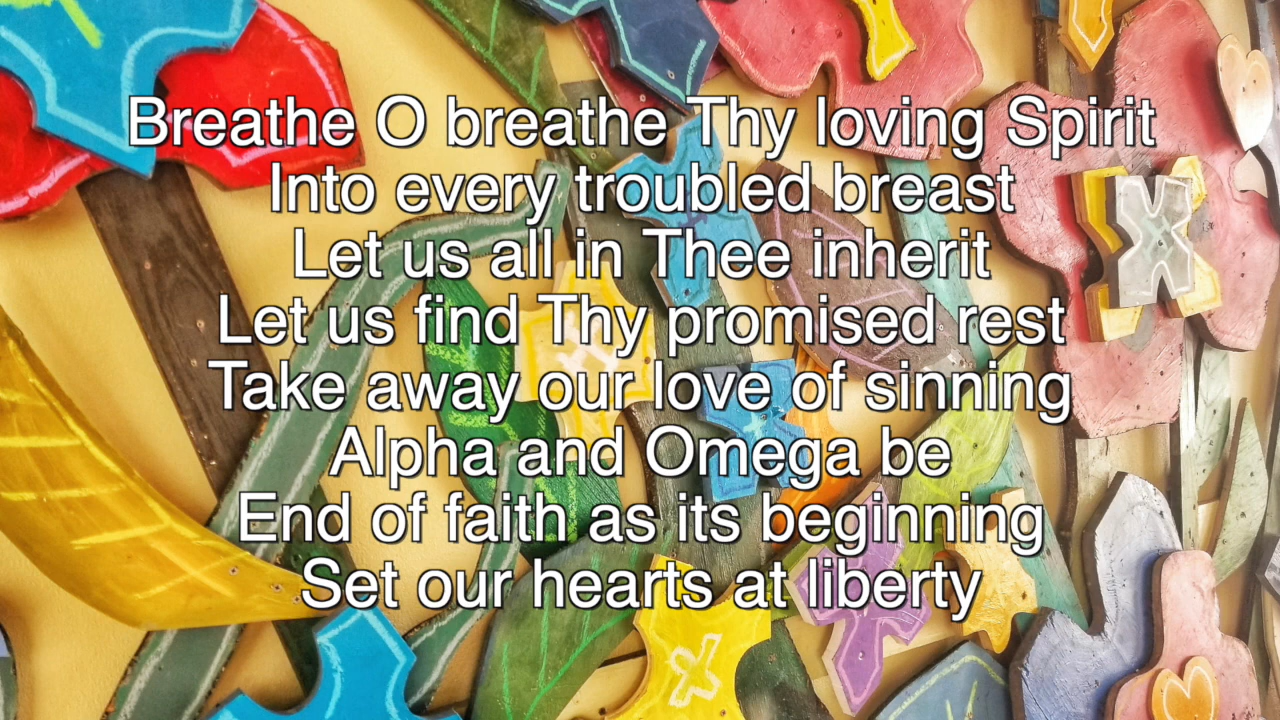 Breathe O breathe Thy loving Spirit
Into every troubled breast
Let us all in Thee inherit
Let us find Thy promised rest
Take away our love of sinning
Alpha and Omega be
End of faith as its beginning
Set our hearts at liberty